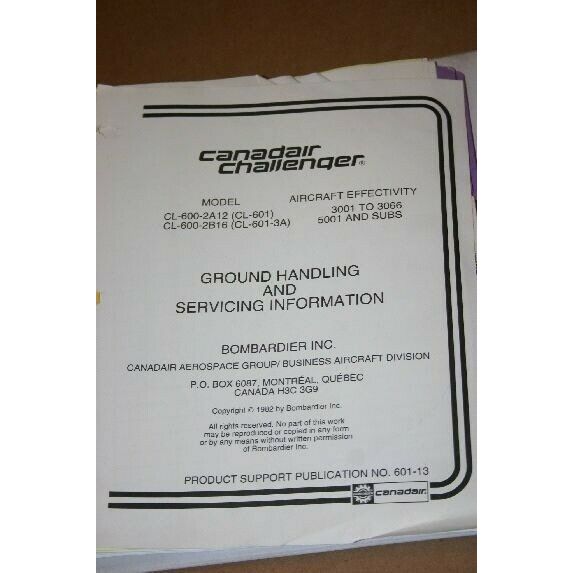 canadair
challenger®
MODEL AIRCRAFT EFFECTIVITY
CL-600-2A12 (CL-601) 3001 TO 3066
CL-600-2B16 (CL-601-3A) 5001 AND SUBS
GROUND HANDLING
AND
SERVICING INFORMATION
BOMBARDIER INC.
CANADAIR AEROSPACE GROUP/ BUSINESS AIRCRAFT DIVISION
P.O. BOX 6087, MONTRÉAL, QUÉBEC
CANADA H3C 3G9
Copyright © 1982 by Bombardier Inc.
All rights reserved. No part of this work
may be reproduced or copied in any form
or by any means without written permission
of Bombardier Inc.
PRODUCT SUPPORT PUBLICATION NO. 601-13
canadair